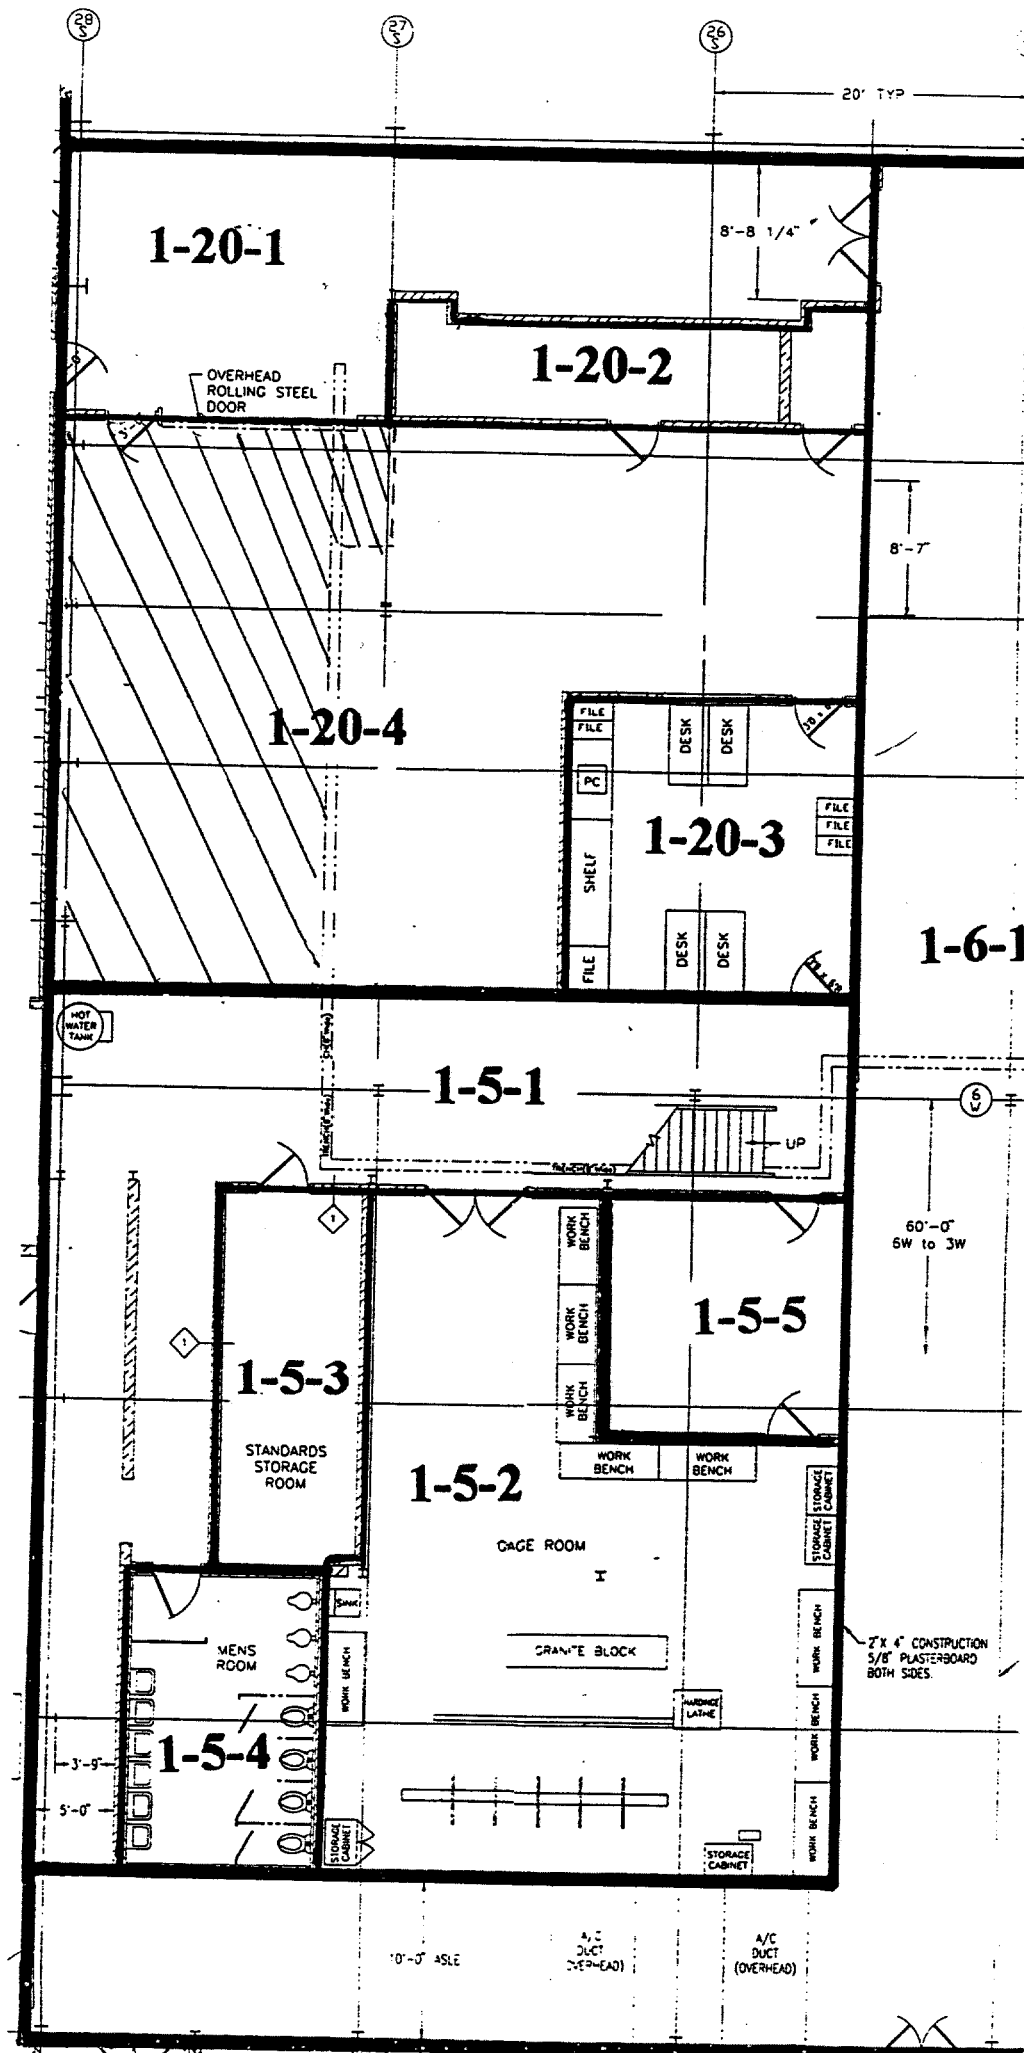 28
S
27
S
26
S
20' TYP
8'-8 1/4"
1-20-1
1-20-2
OVERHEAD
ROLLING STEEL
DOOR
8'-7"
1-20-4
FILE
FILE
DESK
DESK
PC
FILE
FILE
FILE
1-20-3
SHELF
DESK
DESK
FILE
1-6-1
HOT
WATER
TANK
1-5-1
6
W
UP
1
WORK
BENCH
60'-0"
6W to 3W
1-5-5
1
WORK
BENCH
1-5-3
WORK
BENCH
STANDARDS
STORAGE
ROOM
WORK
BENCH
WORK
BENCH
1-5-2
STORAGE
CABINET
STORAGE
CABINET
GAGE ROOM
SINK
MENS
ROOM
WORK BENCH
GRANITE BLOCK
WORK BENCH
2"X 4" CONSTRUCTION
5/8" PLASTERBOARD
BOTH SIDES.
HARDINGE
LATHE
WORK BENCH
1-5-4
3'-9"
5'-0"
STORAGE
CABINET
WORK BENCH
STORAGE
CABINET
A/C
DUCT
(OVERHEAD)
A/C
DUCT
(OVERHEAD)